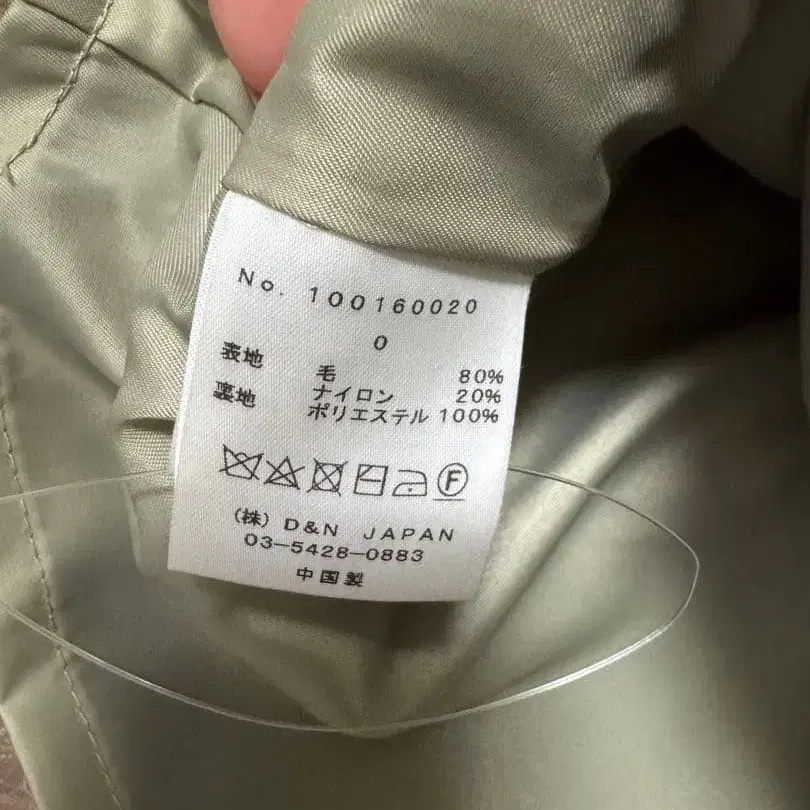 No. 100160020
0
表地 毛 80%
ナイロン 20%
裏地 ポリエステル 100%
F
(株) D&N JAPAN
03-5428-0883
中国製